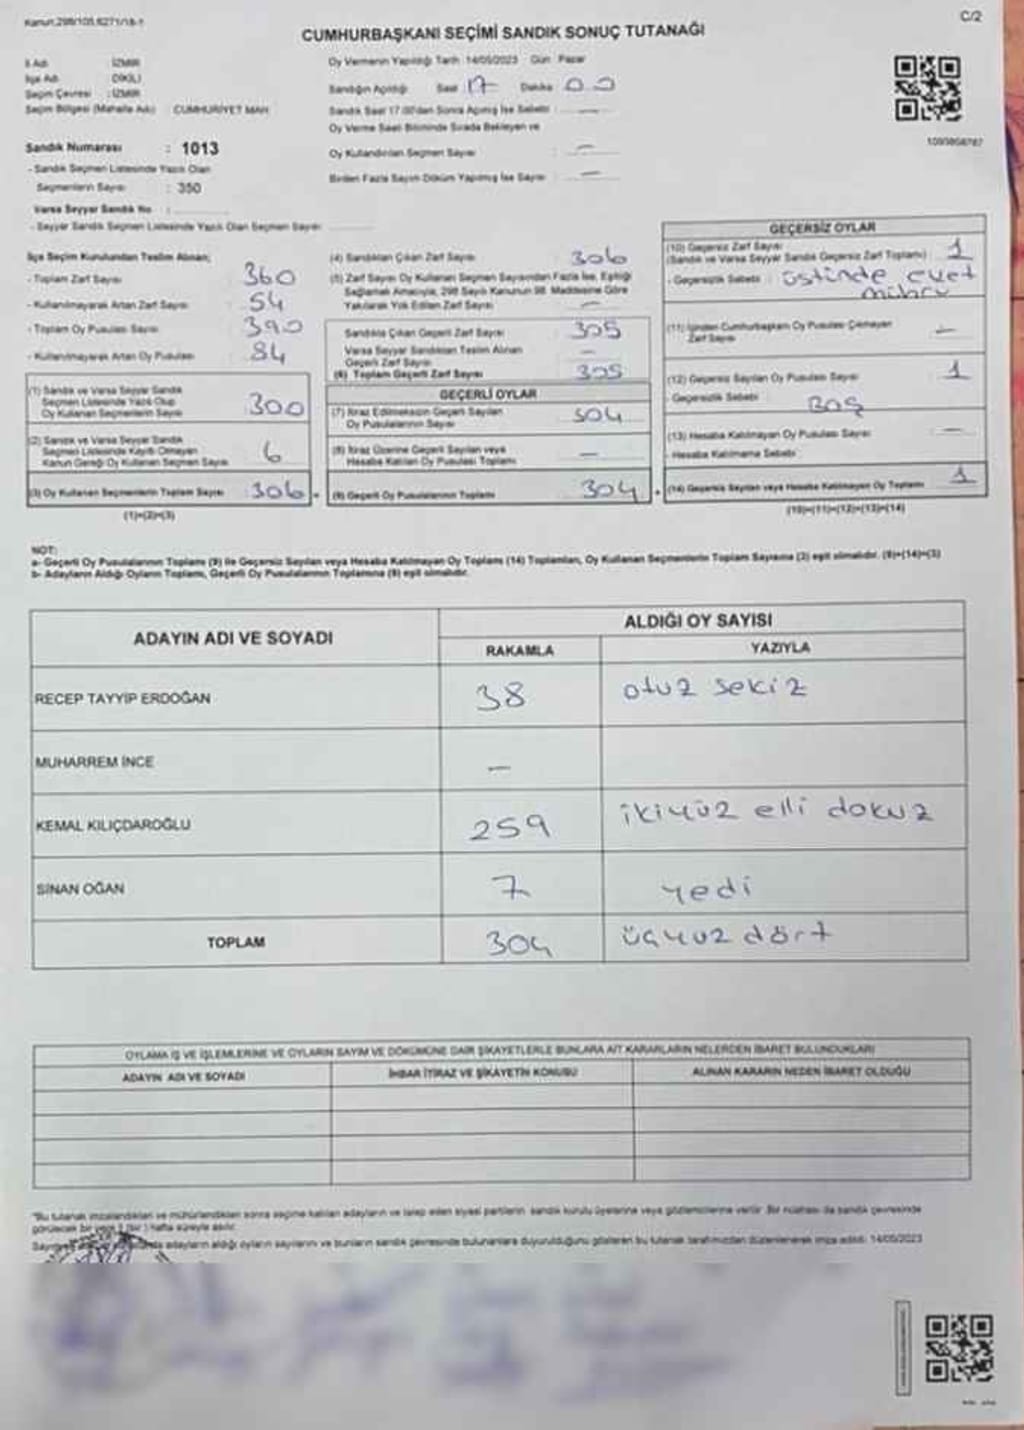 Kanun:298/105,6271/18-1
C/2
CUMHURBAŞKANI SEÇİMİ SANDIK SONUÇ TUTANAĞI
İl Adı : İZMİR
İlçe Adı : DİKİLİ
Seçim Çevresi : İZMİR
Seçim Bölgesi (Mahalle Adı) : CUMHURİYET MAH
Sandık Numarası : 1013
- Sandık Seçmen Listesinde Yazılı Olan
Seçmenlerin Sayısı : 350
Varsa Seyyar Sandık No :
- Seyyar Sandık Seçmen Listesinde Yazılı Olan Seçmen Sayısı
Oy Vermenin Yapıldığı Tarih 14/05/2023 Gün : Pazar
Sandığın Açıldığı Saat : 17 Dakika 00
Sandık Saat 17:00'den Sonra Açılmış İse Sebebi : —
Oy Verme Saati Bitiminde Sırada Bekleyen ve
Oy Kullandırılan Seçmen Sayısı : —
Birden Fazla Sayım Döküm Yapılmış İse Sayısı : —
1093808787
İlçe Seçim Kurulundan Teslim Alınan;
- Toplam Zarf Sayısı 360
- Kullanılmayarak Artan Zarf Sayısı 54
- Toplam Oy Pusulası Sayısı 390
- Kullanılmayarak Artan Oy Pusulası 84
(1) Sandık ve Varsa Seyyar Sandık
Seçmen Listesinde Yazılı Olup
Oy Kullanan Seçmenlerin Sayısı 300
(2) Sandık ve Varsa Seyyar Sandık
Seçmen Listesinde Kayıtlı Olmayan
Kanun Gereği Oy Kullanan Seçmen Sayısı 6
(3) Oy Kullanan Seçmenlerin Toplam Sayısı 306
(1)+(2)=(3)
(4) Sandıktan Çıkan Zarf Sayısı 306
(5) Zarf Sayısı Oy Kullanan Seçmen Sayısından Fazla İse, Eşitliği
Sağlamak Amacıyla, 298 Sayılı Kanunun 98. Maddesine Göre
Yakılarak Yok Edilen Zarf Sayısı —
Sandıkta Çıkan Geçerli Zarf Sayısı 305
Varsa Seyyar Sandıktan Teslim Alınan
Geçerli Zarf Sayısı —
(6) Toplam Geçerli Zarf Sayısı 305
GEÇERLİ OYLAR
(7) İtiraz Edilmeksizin Geçerli Sayılan
Oy Pusulalarının Sayısı 304
(8) İtiraz Üzerine Geçerli Sayılan veya
Hesaba Katılan Oy Pusulası Toplamı —
(9) Geçerli Oy Pusulalarının Toplamı 304
GEÇERSİZ OYLAR
(10) Geçersiz Zarf Sayısı
(Sandık ve Varsa Seyyar Sandık Geçersiz Zarf Toplamı) : 1
- Geçersizlik Sebebi : üstünde evet
mührü
(11) İçinden Cumhurbaşkanı Oy Pusulası Çıkmayan
Zarf Sayısı —
(12) Geçersiz Sayılan Oy Pusulası Sayısı 1
- Geçersizlik Sebebi : Boş
(13) Hesaba Katılmayan Oy Pusulası Sayısı —
- Hesaba Katılmama Sebebi :
(14) Geçersiz Sayılan veya Hesaba Katılmayan Oy Toplamı 1
(10)+(11)+(12)+(13)=(14)
NOT:
a- Geçerli Oy Pusulalarının Toplamı (9) ile Geçersiz Sayılan veya Hesaba Katılmayan Oy Toplamı (14) Toplamları, Oy Kullanan Seçmenlerin Toplam Sayısına (3) eşit olmalıdır. (9)+(14)=(3)
b- Adayların Aldığı Oyların Toplamı, Geçerli Oy Pusulalarının Toplamına (9) eşit olmalıdır.
ADAYIN ADI VE SOYADI
ALDIĞI OY SAYISI
RAKAMLA YAZIYLA
RECEP TAYYİP ERDOĞAN 38 otuz sekiz
MUHARREM İNCE —
KEMAL KILIÇDAROĞLU 259 ikiyüz elli dokuz
SİNAN OĞAN 7 yedi
TOPLAM 304 üçyuz dört
OYLAMA İŞ VE İŞLEMLERİNE VE OYLARIN SAYIM VE DÖKÜMÜNE DAİR ŞİKAYETLERLE BUNLARA AİT KARARLARIN NELERDEN İBARET BULUNDUKLARI
ADAYIN ADI VE SOYADI İHBAR İTİRAZ VE ŞİKAYETİN KONUSU ALINAN KARARIN NEDEN İBARET OLDUĞU
"Bu tutanak imzalandıktan ve mühürlendikten sonra seçime katılan adayların ve talep eden siyasi partilerin sandık kurulu üyelerine veya gözlemcilerine verilir. Bir nüshası da sandık çevresinde
görülecek bir yere 1 (bir) hafta süreyle asılır.
adayların aldığı oyların sayılarını ve bunların sandık çevresinde bulunanlara duyurulduğunu gösteren bu tutanak tarafımızdan düzenlenerek imza edildi. 14/05/2023